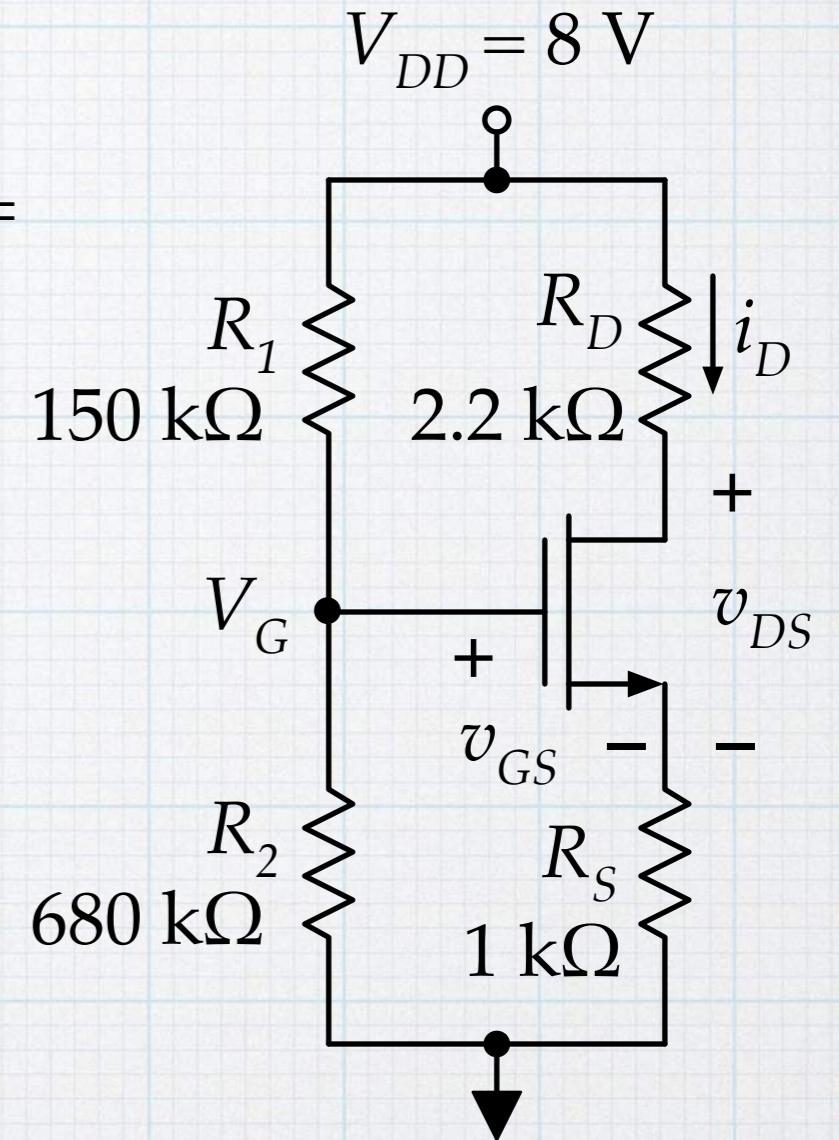 V_DD = 8 V
=
R_1
150 kΩ
R_D
2.2 kΩ
i_D
+
V_G
+
v_GS
–
v_DS
–
R_2
680 kΩ
R_S
1 kΩ